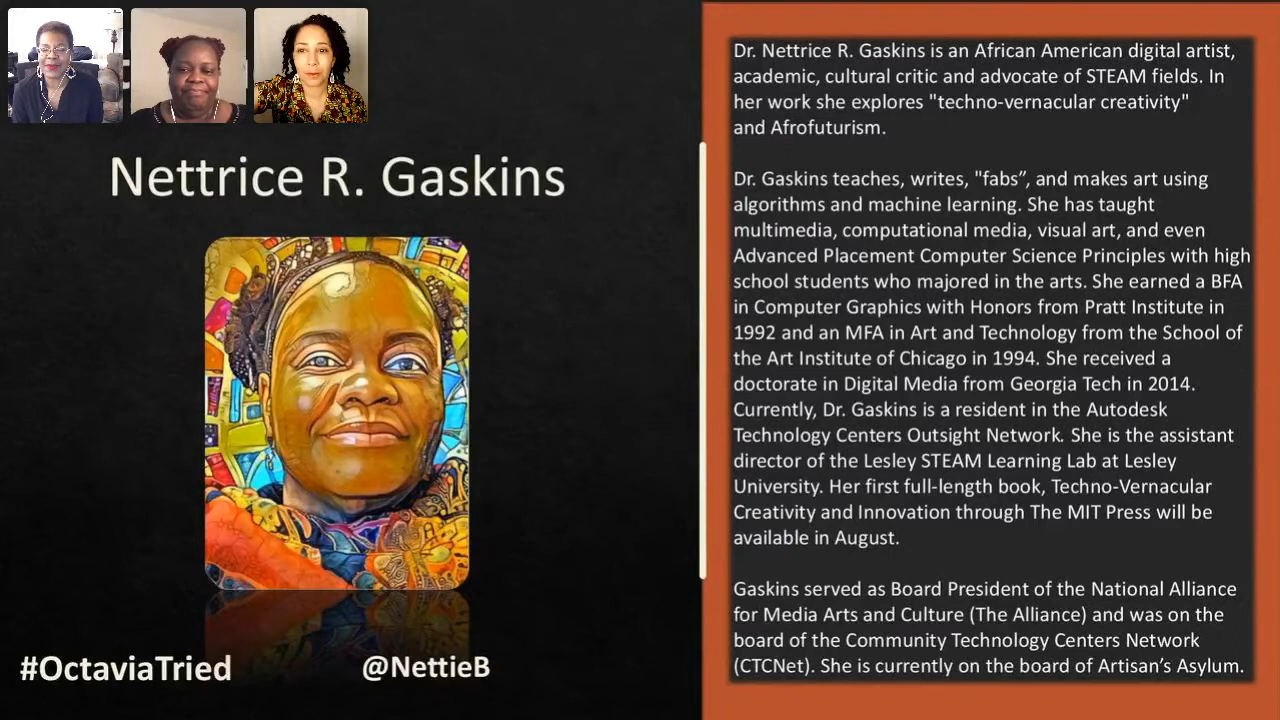 Nettrice R. Gaskins
#OctaviaTried
@NettieB
Dr. Nettrice R. Gaskins is an African American digital artist,
academic, cultural critic and advocate of STEAM fields. In
her work she explores "techno-vernacular creativity"
and Afrofuturism.
Dr. Gaskins teaches, writes, "fabs”, and makes art using
algorithms and machine learning. She has taught
multimedia, computational media, visual art, and even
Advanced Placement Computer Science Principles with high
school students who majored in the arts. She earned a BFA
in Computer Graphics with Honors from Pratt Institute in
1992 and an MFA in Art and Technology from the School of
the Art Institute of Chicago in 1994. She received a
doctorate in Digital Media from Georgia Tech in 2014.
Currently, Dr. Gaskins is a resident in the Autodesk
Technology Centers Outsight Network. She is the assistant
director of the Lesley STEAM Learning Lab at Lesley
University. Her first full-length book, Techno-Vernacular
Creativity and Innovation through The MIT Press will be
available in August.
Gaskins served as Board President of the National Alliance
for Media Arts and Culture (The Alliance) and was on the
board of the Community Technology Centers Network
(CTCNet). She is currently on the board of Artisan’s Asylum.